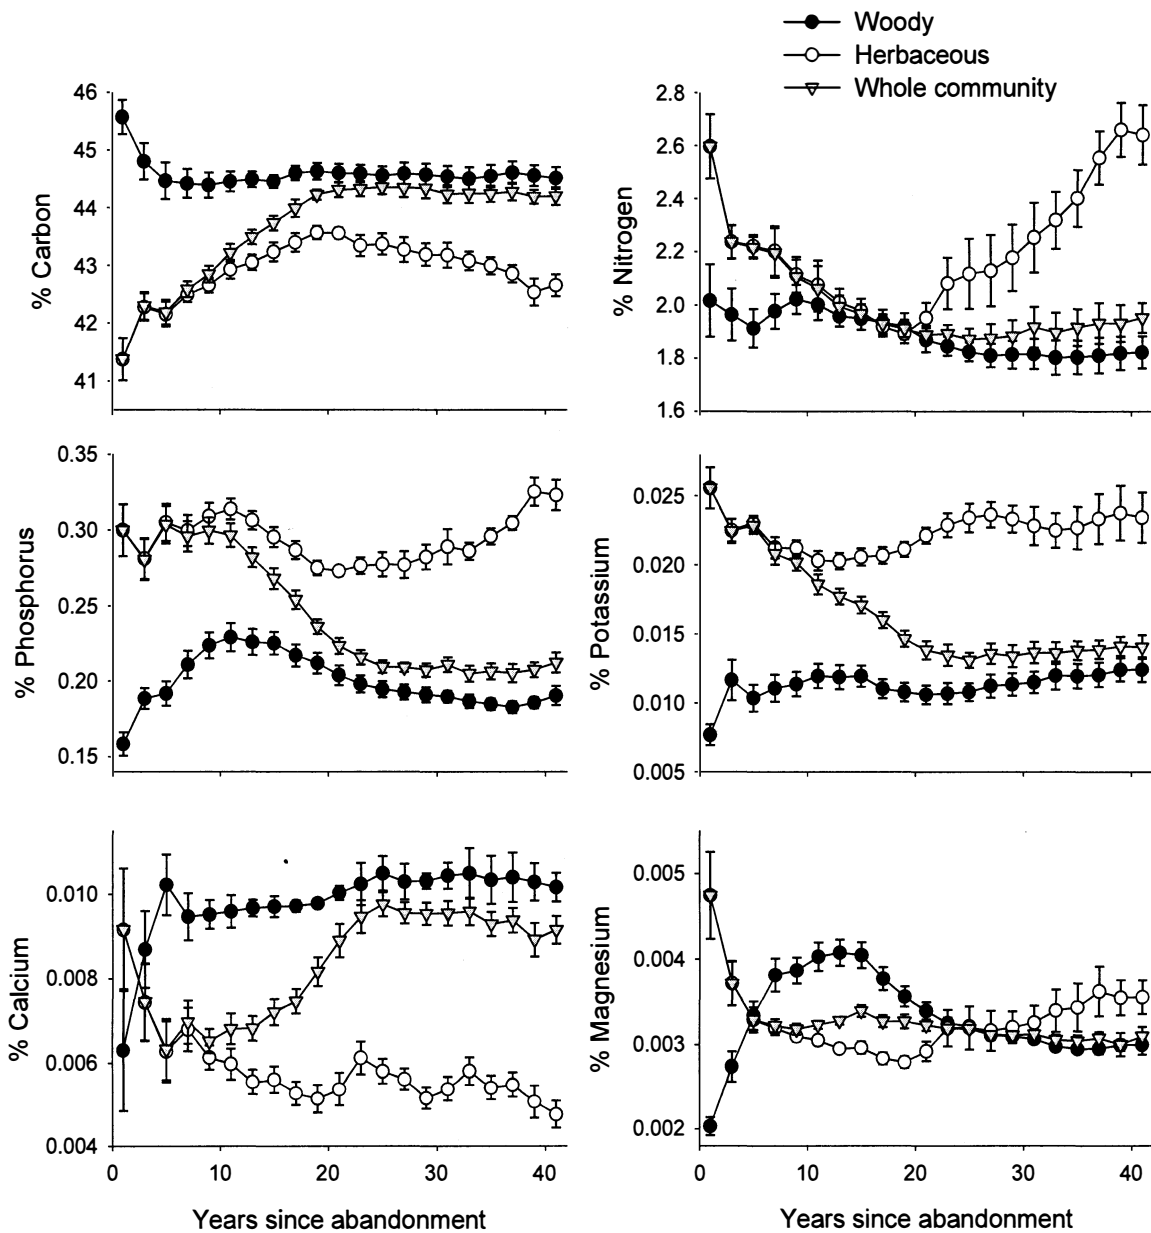 Woody
Herbaceous
Whole community
46
45
44
43
42
41
% Carbon
2.8
2.6
2.4
2.2
2.0
1.8
1.6
% Nitrogen
0.35
0.30
0.25
0.20
0.15
% Phosphorus
0.025
0.020
0.015
0.010
0.005
% Potassium
0.010
0.008
0.006
0.004
% Calcium
0 10 20 30 40
Years since abandonment
0.005
0.004
0.003
0.002
% Magnesium
0 10 20 30 40
Years since abandonment